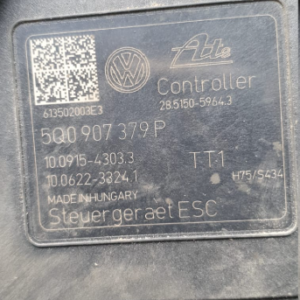 Ate
613502003E3
Controller
28.5150-5964.3
5Q0 907 379 P
10.0915-4303.3
TT1
10.0622-3324.1
H75/5434
MADE IN HUNGARY
Steuergeraet ESC